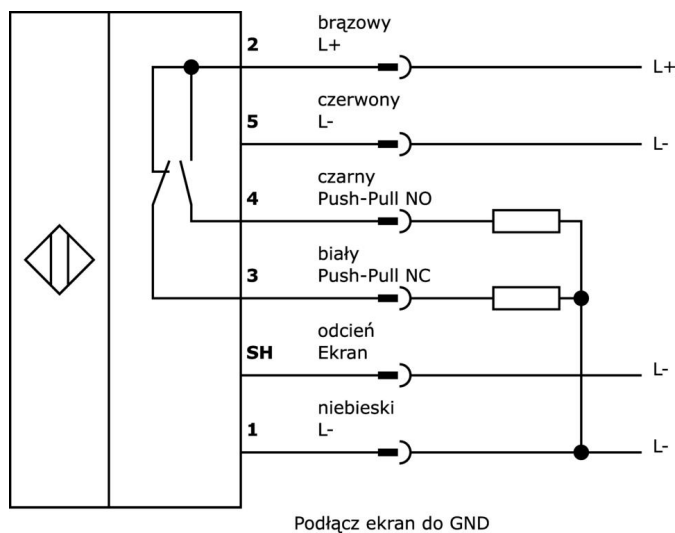 brązowy
2 L+ L+
czerwony
5 L- L-
czarny
4 Push-Pull NO
biały
3 Push-Pull NC
odcień
SH Ekran L-
niebieski
1 L- L-
Podłącz ekran do GND